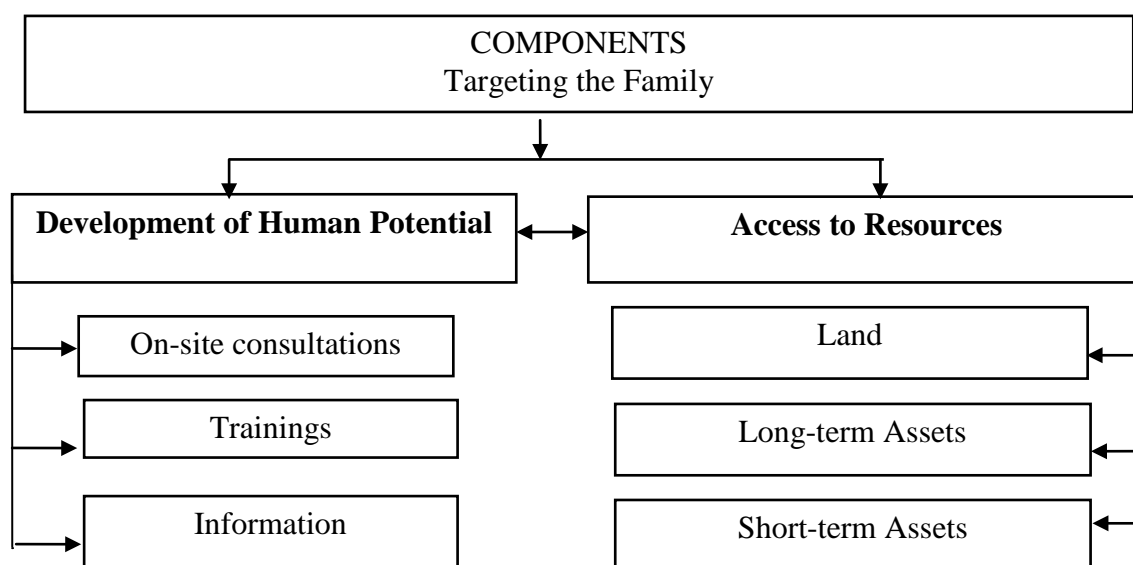 COMPONENTS
Targeting the Family
Development of Human Potential
Access to Resources
On-site consultations
Land
Trainings
Long-term Assets
Information
Short-term Assets